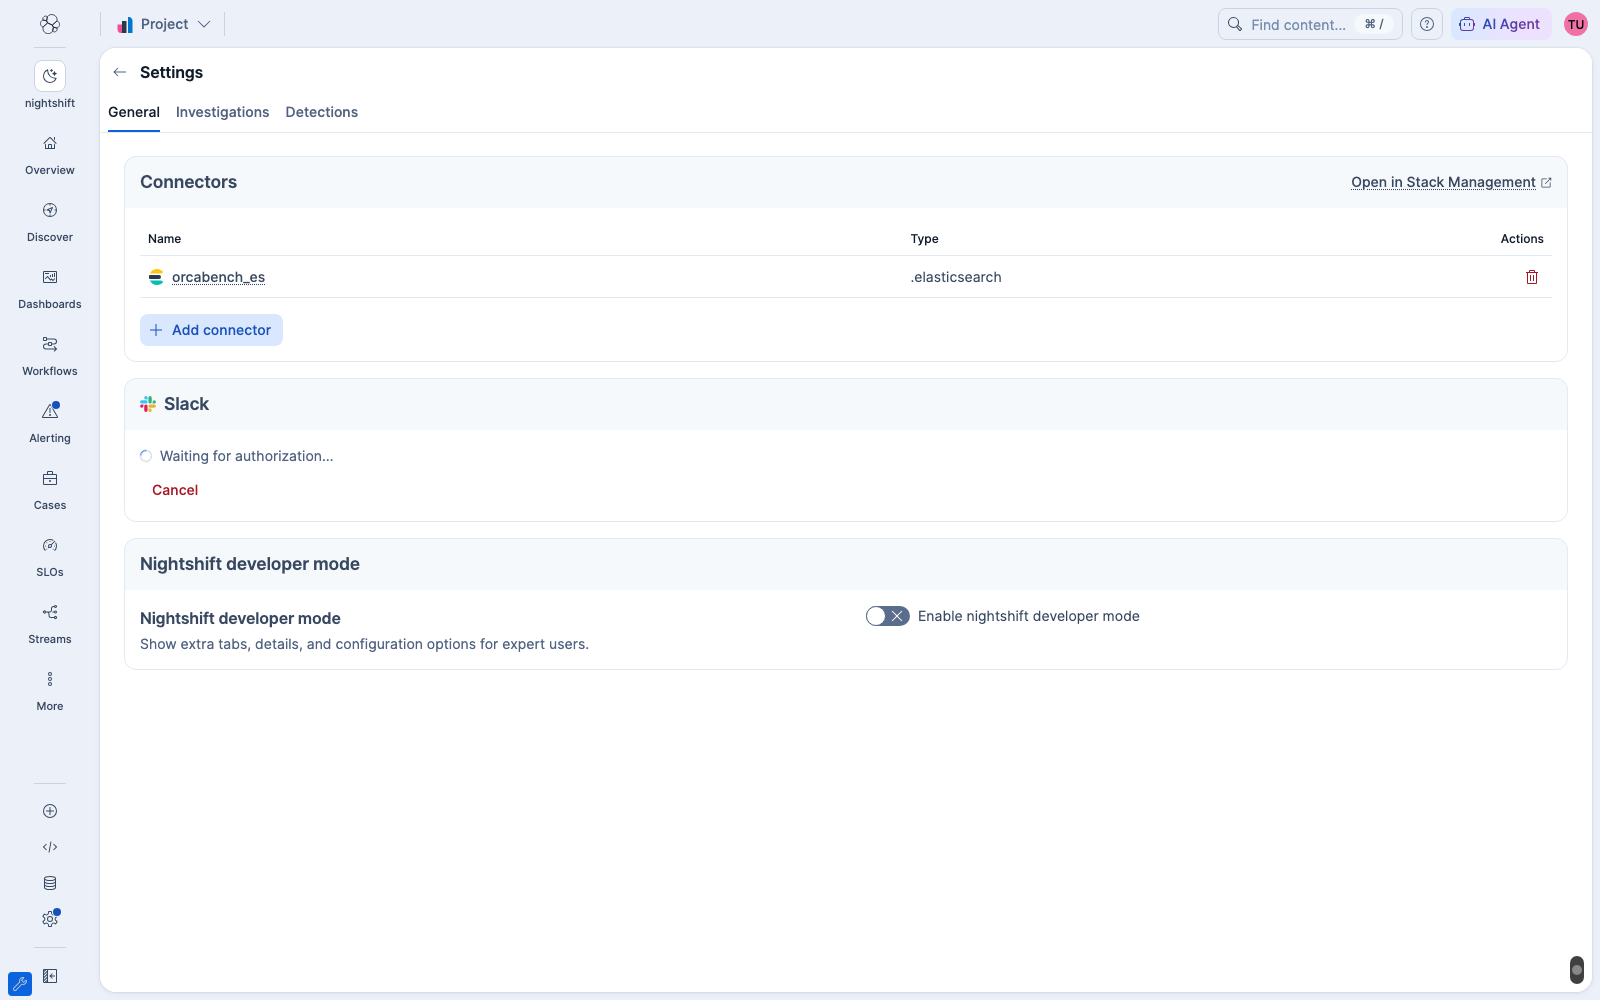 Project
Find content...
⌘ /
AI Agent
TU
nightshift
Overview
Discover
Dashboards
Workflows
Alerting
Cases
SLOs
Streams
More
Settings
General Investigations Detections
Connectors
Open in Stack Management
Name Type Actions
orcabench_es .elasticsearch
Add connector
Slack
Waiting for authorization...
Cancel
Nightshift developer mode
Nightshift developer mode
Enable nightshift developer mode
Show extra tabs, details, and configuration options for expert users.